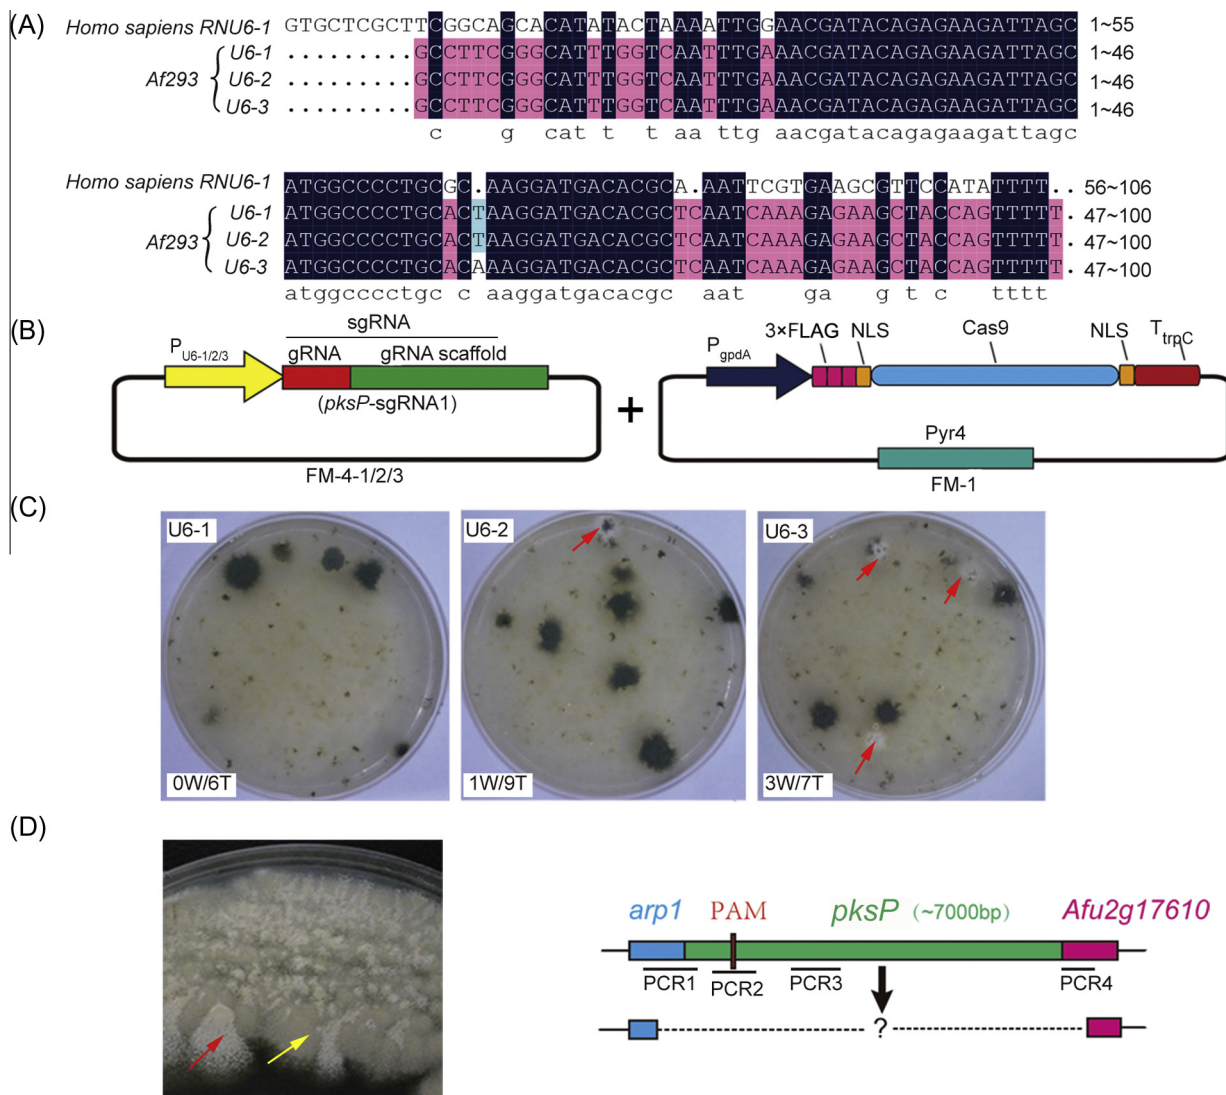 (A)
Homo sapiens RNU6-1 GTGCTCGCTTCGGCAGCACATATACTAAAATTGGAACGATACAGAGAAGATTAGC 1~55
U6-1 .........GCCTTCGGGCATTTGGTCAATTTGAAACGATACAGAGAAGATTAGC 1~46
Af293 U6-2 .........GCCTTCGGGCATTTGGTCAATTTGAAACGATACAGAGAAGATTAGC 1~46
U6-3 .........GCCTTCGGGCATTTGGTCAATTTGAAACGATACAGAGAAGATTAGC 1~46
c g cat t t aa ttg aacgatacagagaagattagc
Homo sapiens RNU6-1 ATGGCCCCTGCGC.AAGGATGACACGCA.AATTCGTGAAGCGTTCCATATTTT.. 56~106
U6-1 ATGGCCCCTGCACTAAGGATGACACGCTCAATCAAAGAGAAGCTACCAGTTTTT. 47~100
Af293 U6-2 ATGGCCCCTGCACTAAGGATGACACGCTCAATCAAAGAGAAGCTACCAGTTTTT. 47~100
U6-3 ATGGCCCCTGCACAAAGGATGACACGCTCAATCAAAGAGAAGCTACCAGTTTTT. 47~100
atggcccctgc c aaggatgacacgc aat ga g t c tttt
(B)
sgRNA
P U6-1/2/3
gRNA
gRNA scaffold
(pksP-sgRNA1)
FM-4-1/2/3
+
P gpdA
3×FLAG
NLS
Cas9
NLS
T trpC
Pyr4
FM-1
(C)
U6-1
U6-2
U6-3
0W/6T
1W/9T
3W/7T
(D)
arp1
PAM
pksP (~7000bp)
Afu2g17610
PCR1
PCR2
PCR3
PCR4
?